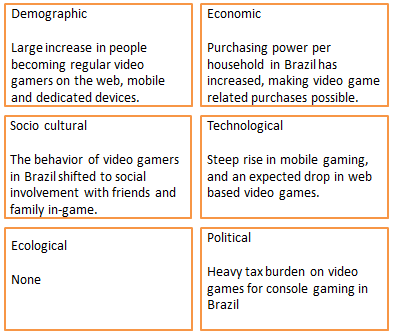 Demographic
Large increase in people
becoming regular video
gamers on the web, mobile
and dedicated devices.
Economic
Purchasing power per
household in Brazil has
increased, making video game
related purchases possible.
Socio cultural
The behavior of video gamers
in Brazil shifted to social
involvement with friends and
family in-game.
Technological
Steep rise in mobile gaming,
and an expected drop in web
based video games.
Ecological
None
Political
Heavy tax burden on video
games for console gaming in
Brazil